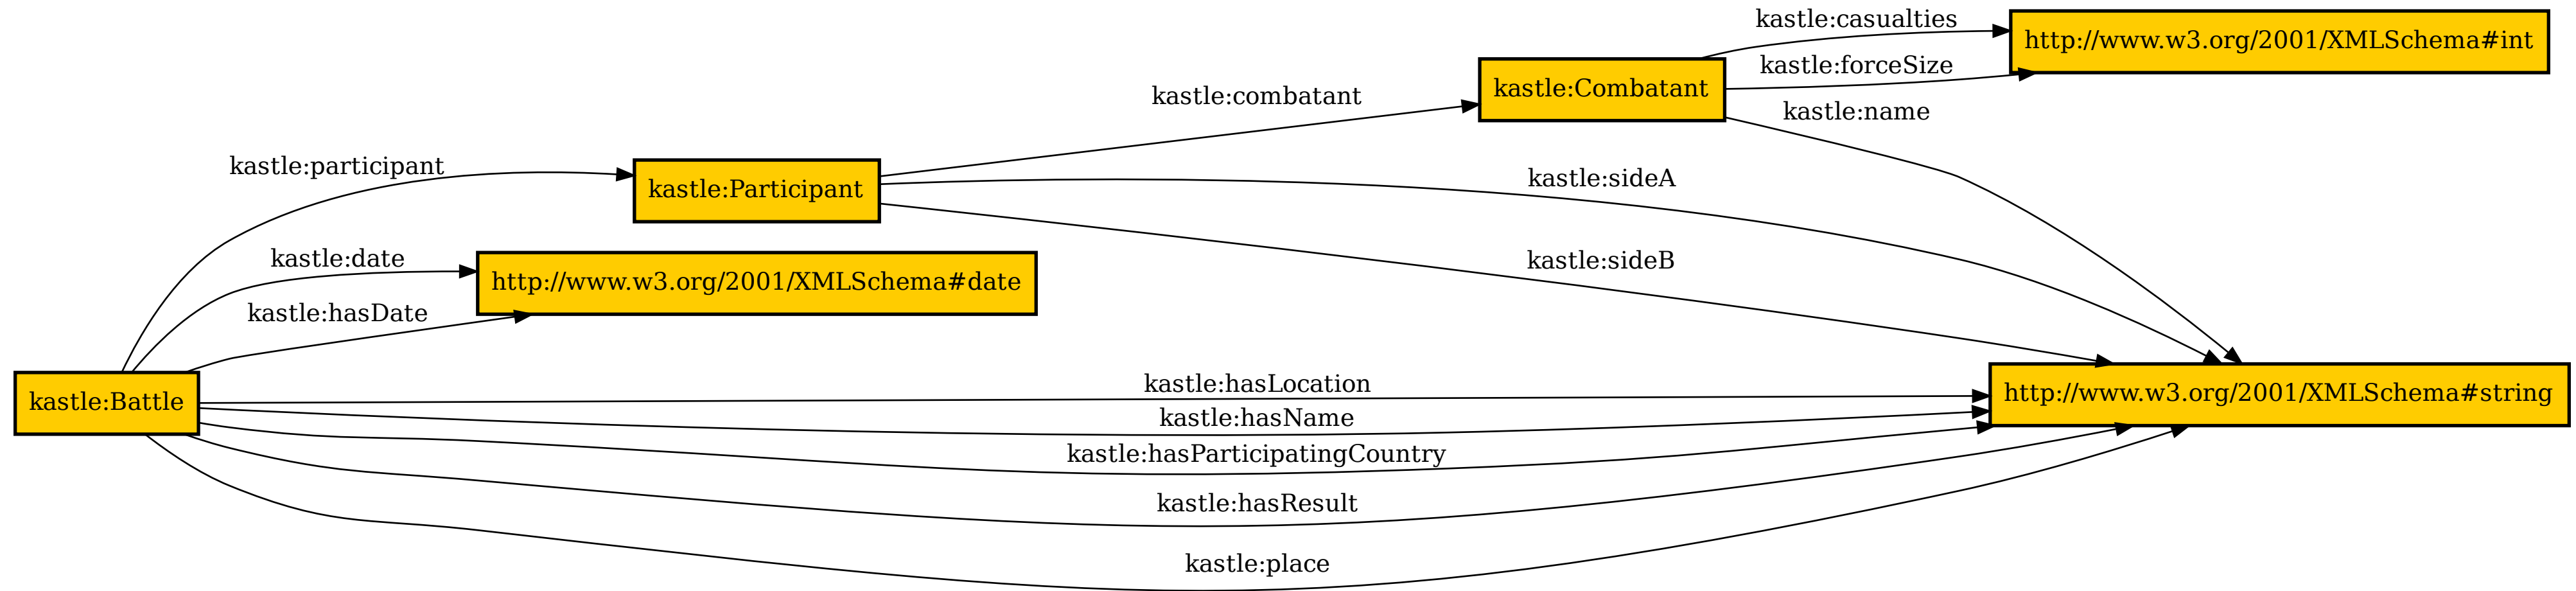 kastle:casualties
http://www.w3.org/2001/XMLSchema#int
kastle:forceSize
kastle:Combatant
kastle:combatant
kastle:name
kastle:participant
kastle:Participant
kastle:sideA
kastle:date
kastle:sideB
http://www.w3.org/2001/XMLSchema#date
kastle:hasDate
kastle:Battle
kastle:hasLocation
http://www.w3.org/2001/XMLSchema#string
kastle:hasName
kastle:hasParticipatingCountry
kastle:hasResult
kastle:place